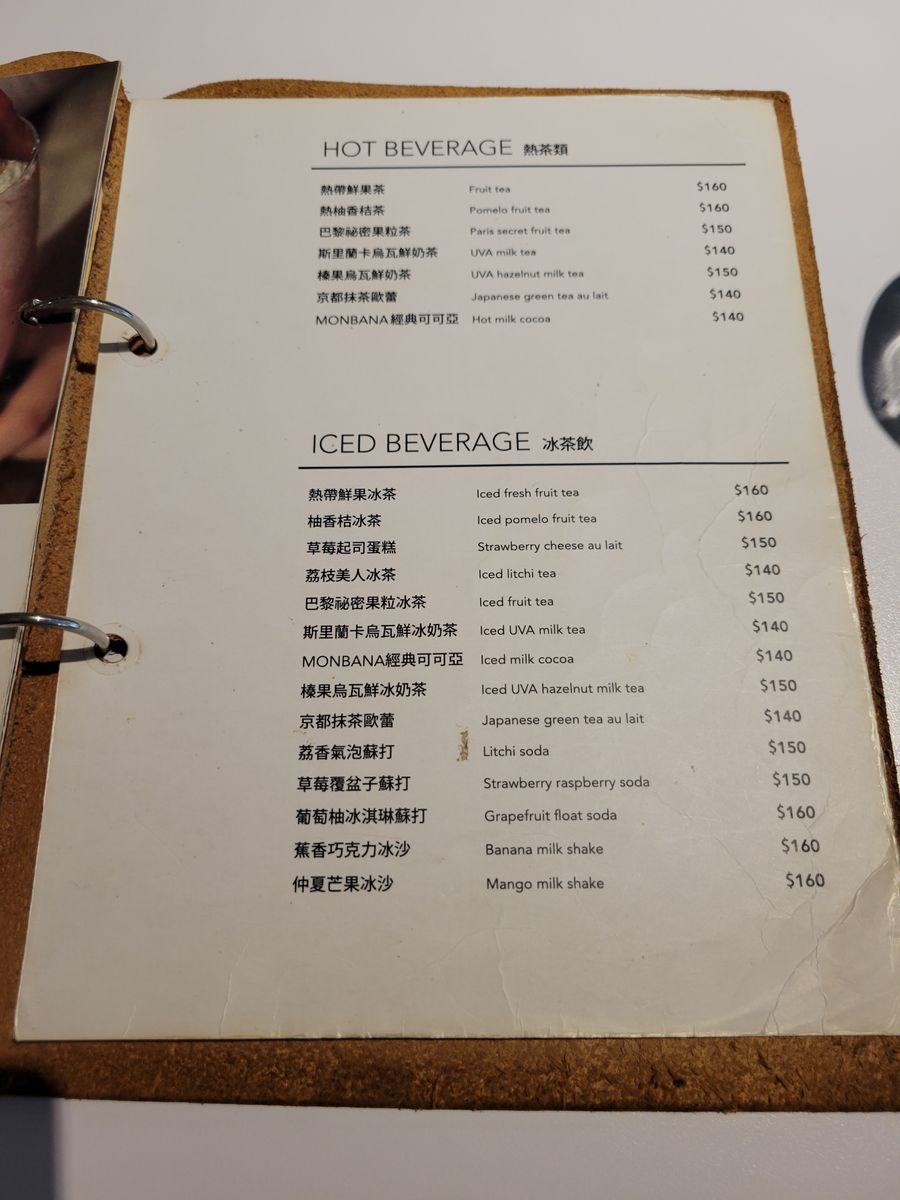 HOT BEVERAGE 熱茶類
熱帶鮮果茶 Fruit tea $160
熱柚香桔茶 Pomelo fruit tea $160
巴黎祕密果粒茶 Paris secret fruit tea $150
斯里蘭卡烏瓦鮮奶茶 UVA milk tea $140
榛果烏瓦鮮奶茶 UVA hazelnut milk tea $150
京都抹茶歐蕾 Japanese green tea au lait $140
MONBANA經典可可亞 Hot milk cocoa $140
ICED BEVERAGE 冰茶飲
熱帶鮮果冰茶 Iced fresh fruit tea $160
柚香桔冰茶 Iced pomelo fruit tea $160
草莓起司蛋糕 Strawberry cheese au lait $150
荔枝美人冰茶 Iced litchi tea $140
巴黎祕密果粒冰茶 Iced fruit tea $150
斯里蘭卡烏瓦鮮冰奶茶 Iced UVA milk tea $140
MONBANA經典可可亞 Iced milk cocoa $140
榛果烏瓦鮮冰奶茶 Iced UVA hazelnut milk tea $150
京都抹茶歐蕾 Japanese green tea au lait $140
荔香氣泡蘇打 Litchi soda $150
草莓覆盆子蘇打 Strawberry raspberry soda $150
葡萄柚冰淇琳蘇打 Grapefruit float soda $160
蕉香巧克力冰沙 Banana milk shake $160
仲夏芒果冰沙 Mango milk shake $160